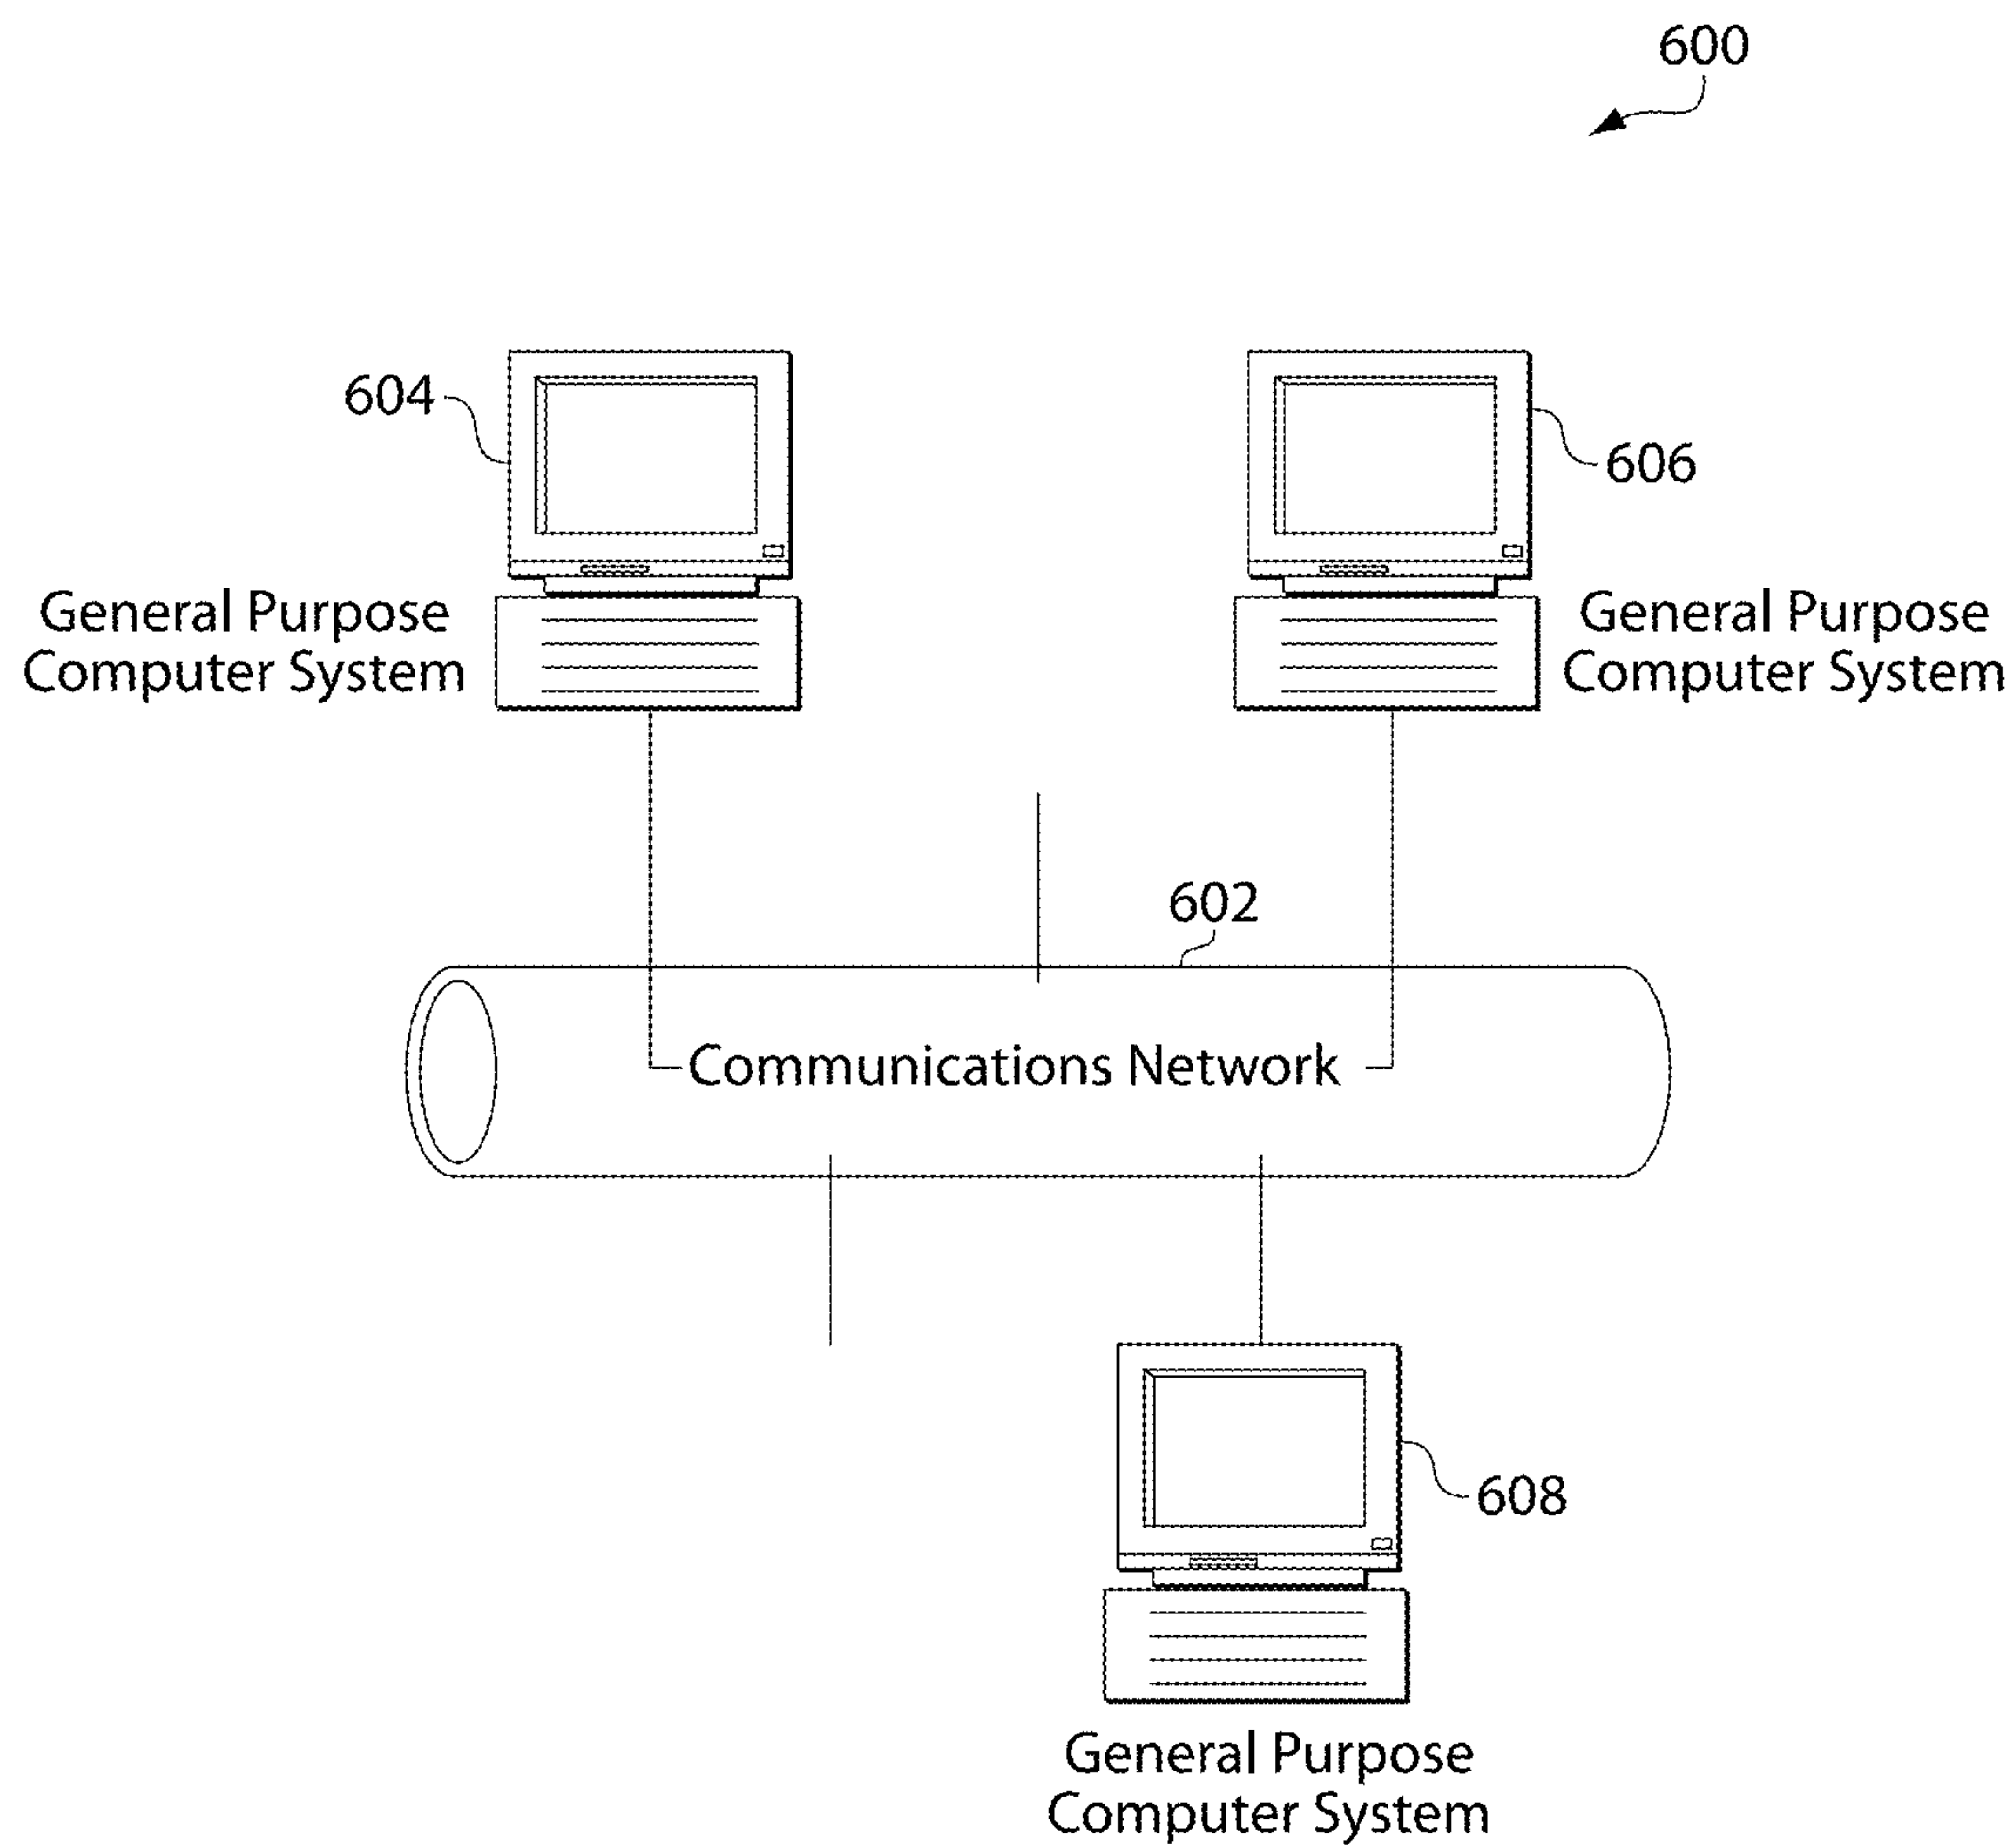 600
604
606
General Purpose
Computer System
General Purpose
Computer System
602
Communications Network
608
General Purpose
Computer System